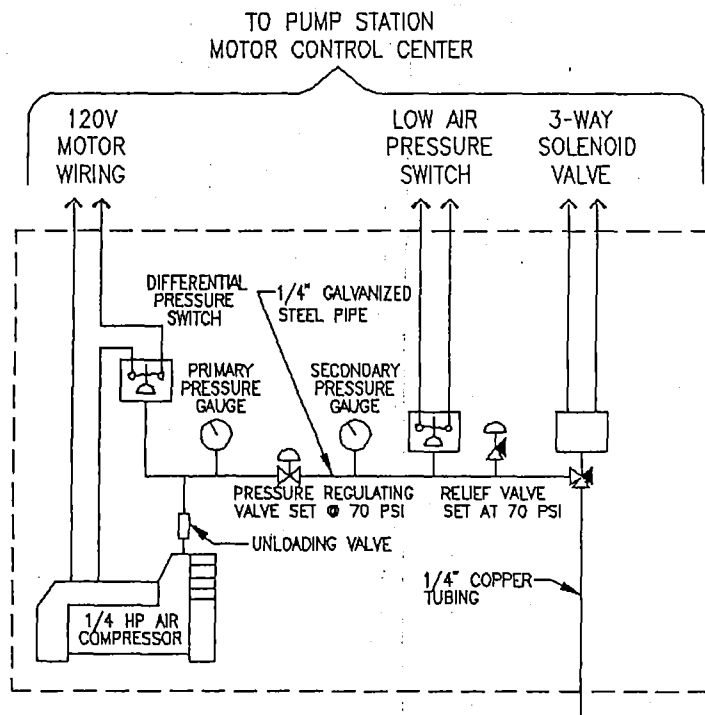 TO PUMP STATION
MOTOR CONTROL CENTER
120V
MOTOR
WIRING
LOW AIR
PRESSURE
SWITCH
3-WAY
SOLENOID
VALVE
DIFFERENTIAL
PRESSURE
SWITCH
1/4" GALVANIZED
STEEL PIPE
PRIMARY
PRESSURE
GAUGE
SECONDARY
PRESSURE
GAUGE
PRESSURE REGULATING
VALVE SET @ 70 PSI
RELIEF VALVE
SET AT 70 PSI
UNLOADING VALVE
1/4" COPPER
TUBING
1/4 HP AIR
COMPRESSOR